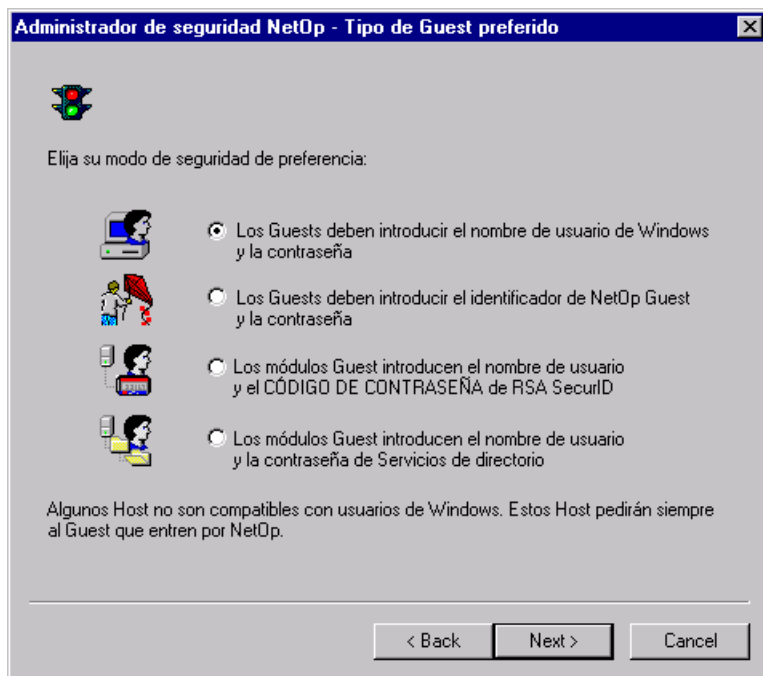 Administrador de seguridad NetOp - Tipo de Guest preferido
Elija su modo de seguridad de preferencia:
Los Guests deben introducir el nombre de usuario de Windows
y la contraseña
Los Guests deben introducir el identificador de NetOp Guest
y la contraseña
Los módulos Guest introducen el nombre de usuario
y el CÓDIGO DE CONTRASEÑA de RSA SecurID
Los módulos Guest introducen el nombre de usuario
y la contraseña de Servicios de directorio
Algunos Host no son compatibles con usuarios de Windows. Estos Host pedirán siempre
al Guest que entren por NetOp.
< Back
Next >
Cancel